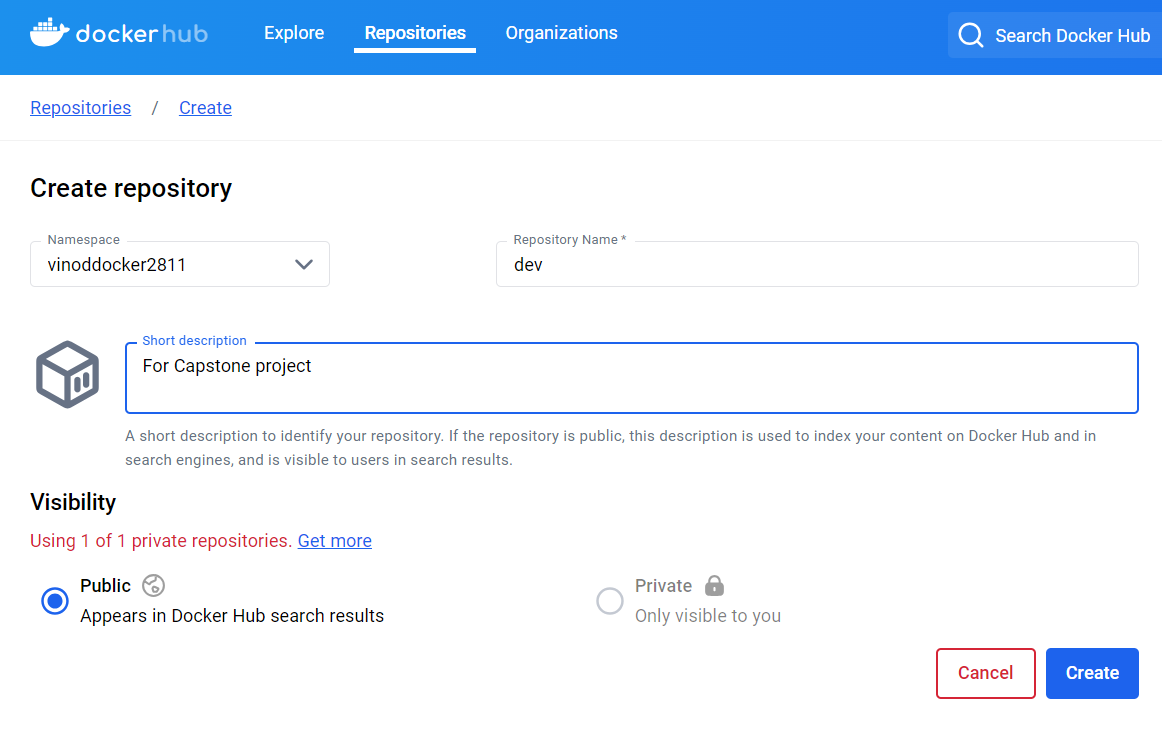 docker hub
Explore
Repositories
Organizations
Search Docker Hub
Repositories / Create
Create repository
Namespace
vinoddocker2811
Repository Name *
dev
Short description
For Capstone project
A short description to identify your repository. If the repository is public, this description is used to index your content on Docker Hub and in
search engines, and is visible to users in search results.
Visibility
Using 1 of 1 private repositories. Get more
Public
Appears in Docker Hub search results
Private
Only visible to you
Cancel
Create